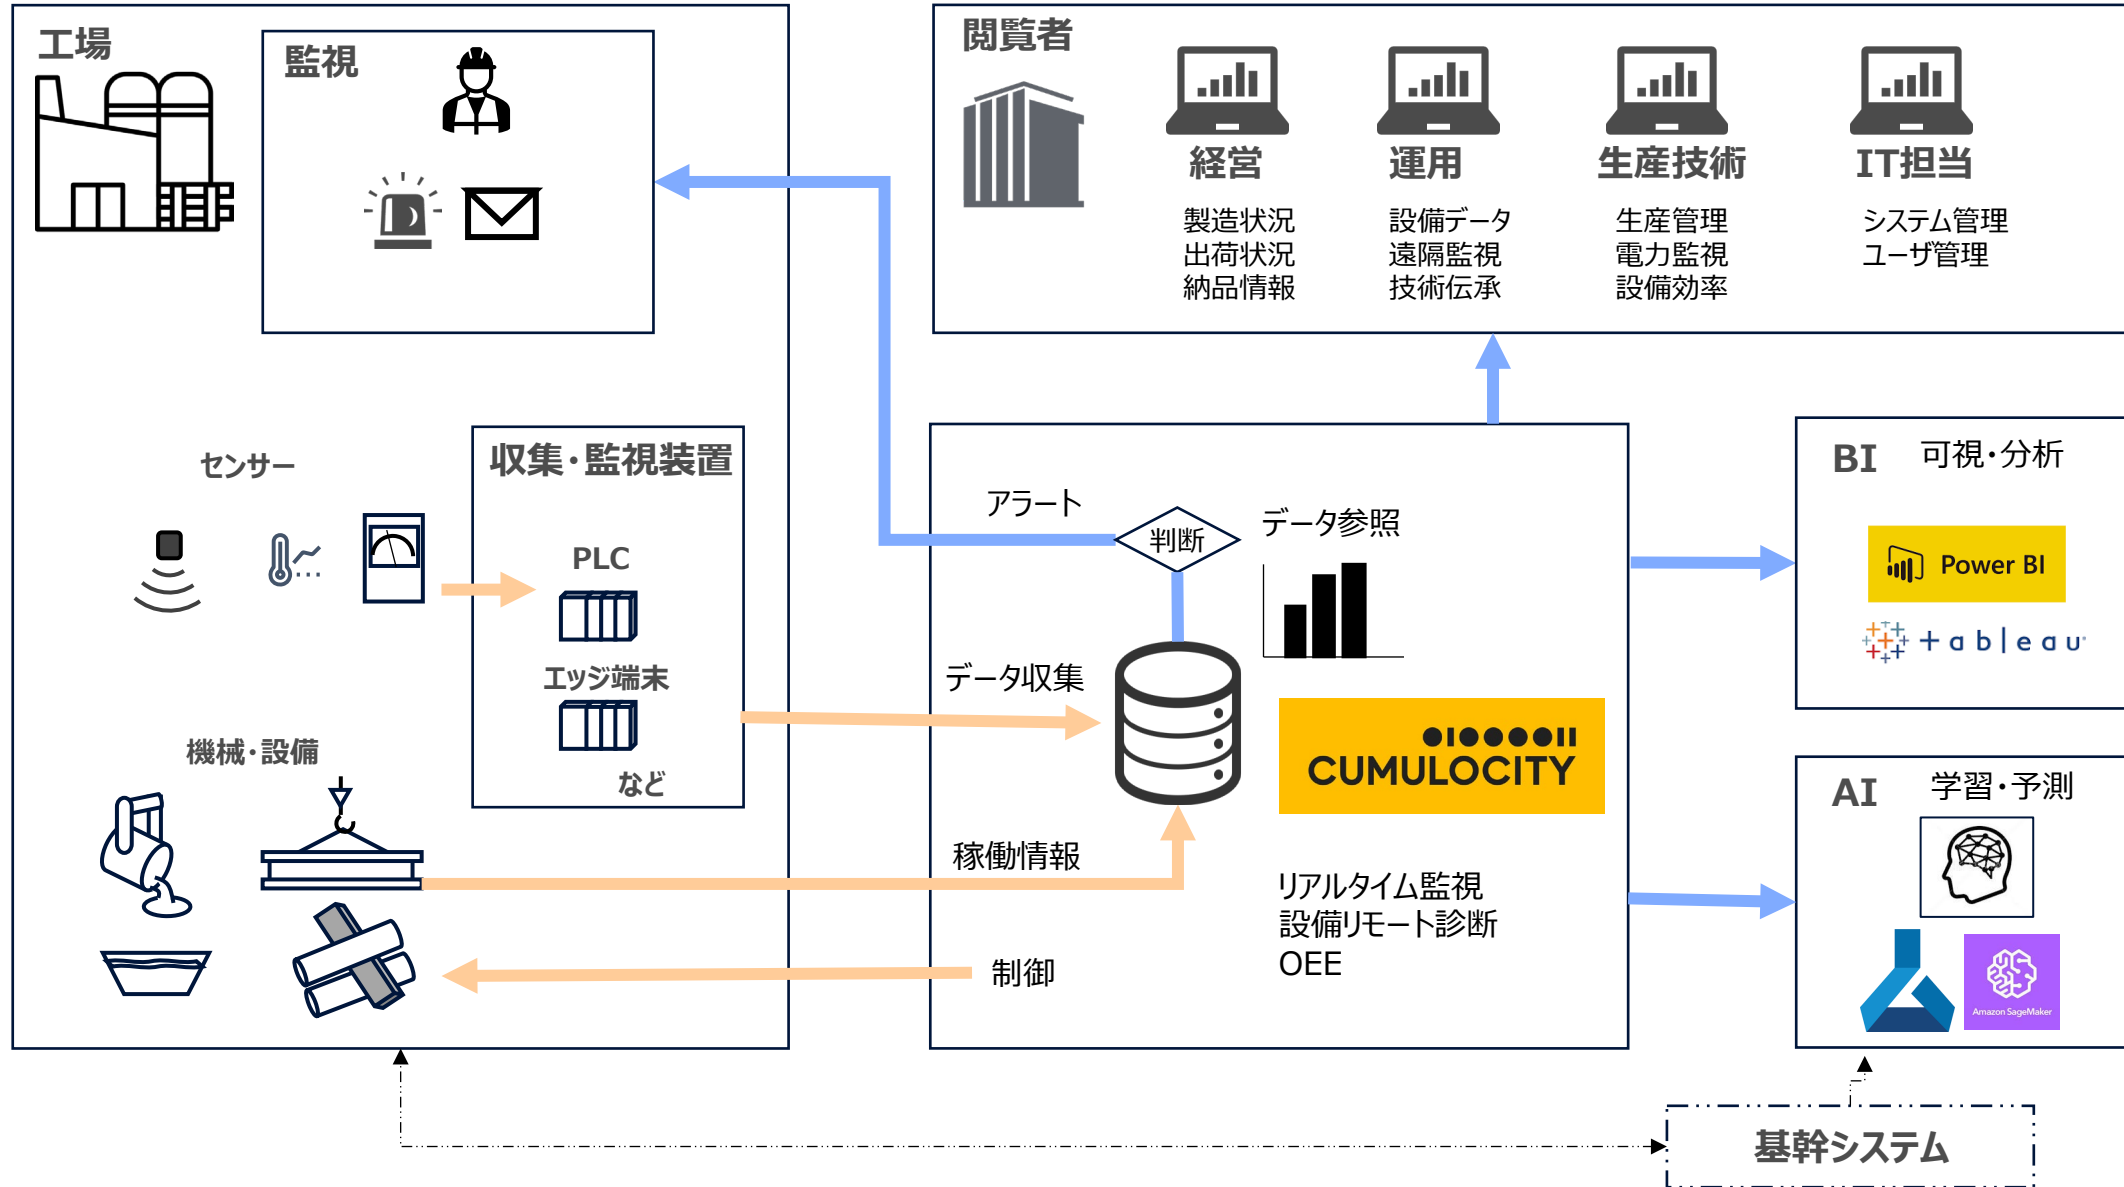 工場
監視
閲覧者
経営
製造状況
出荷状況
納品情報
運用
設備データ
遠隔監視
技術伝承
生産技術
生産管理
電力監視
設備効率
IT担当
システム管理
ユーザ管理
センサー
収集・監視装置
PLC
エッジ端末
など
機械・設備
アラート
判断
データ参照
データ収集
CUMULOCITY
稼働情報
リアルタイム監視
設備リモート診断
OEE
制御
BI 可視・分析
Power BI
+ableau
AI 学習・予測
Amazon SageMaker
基幹システム